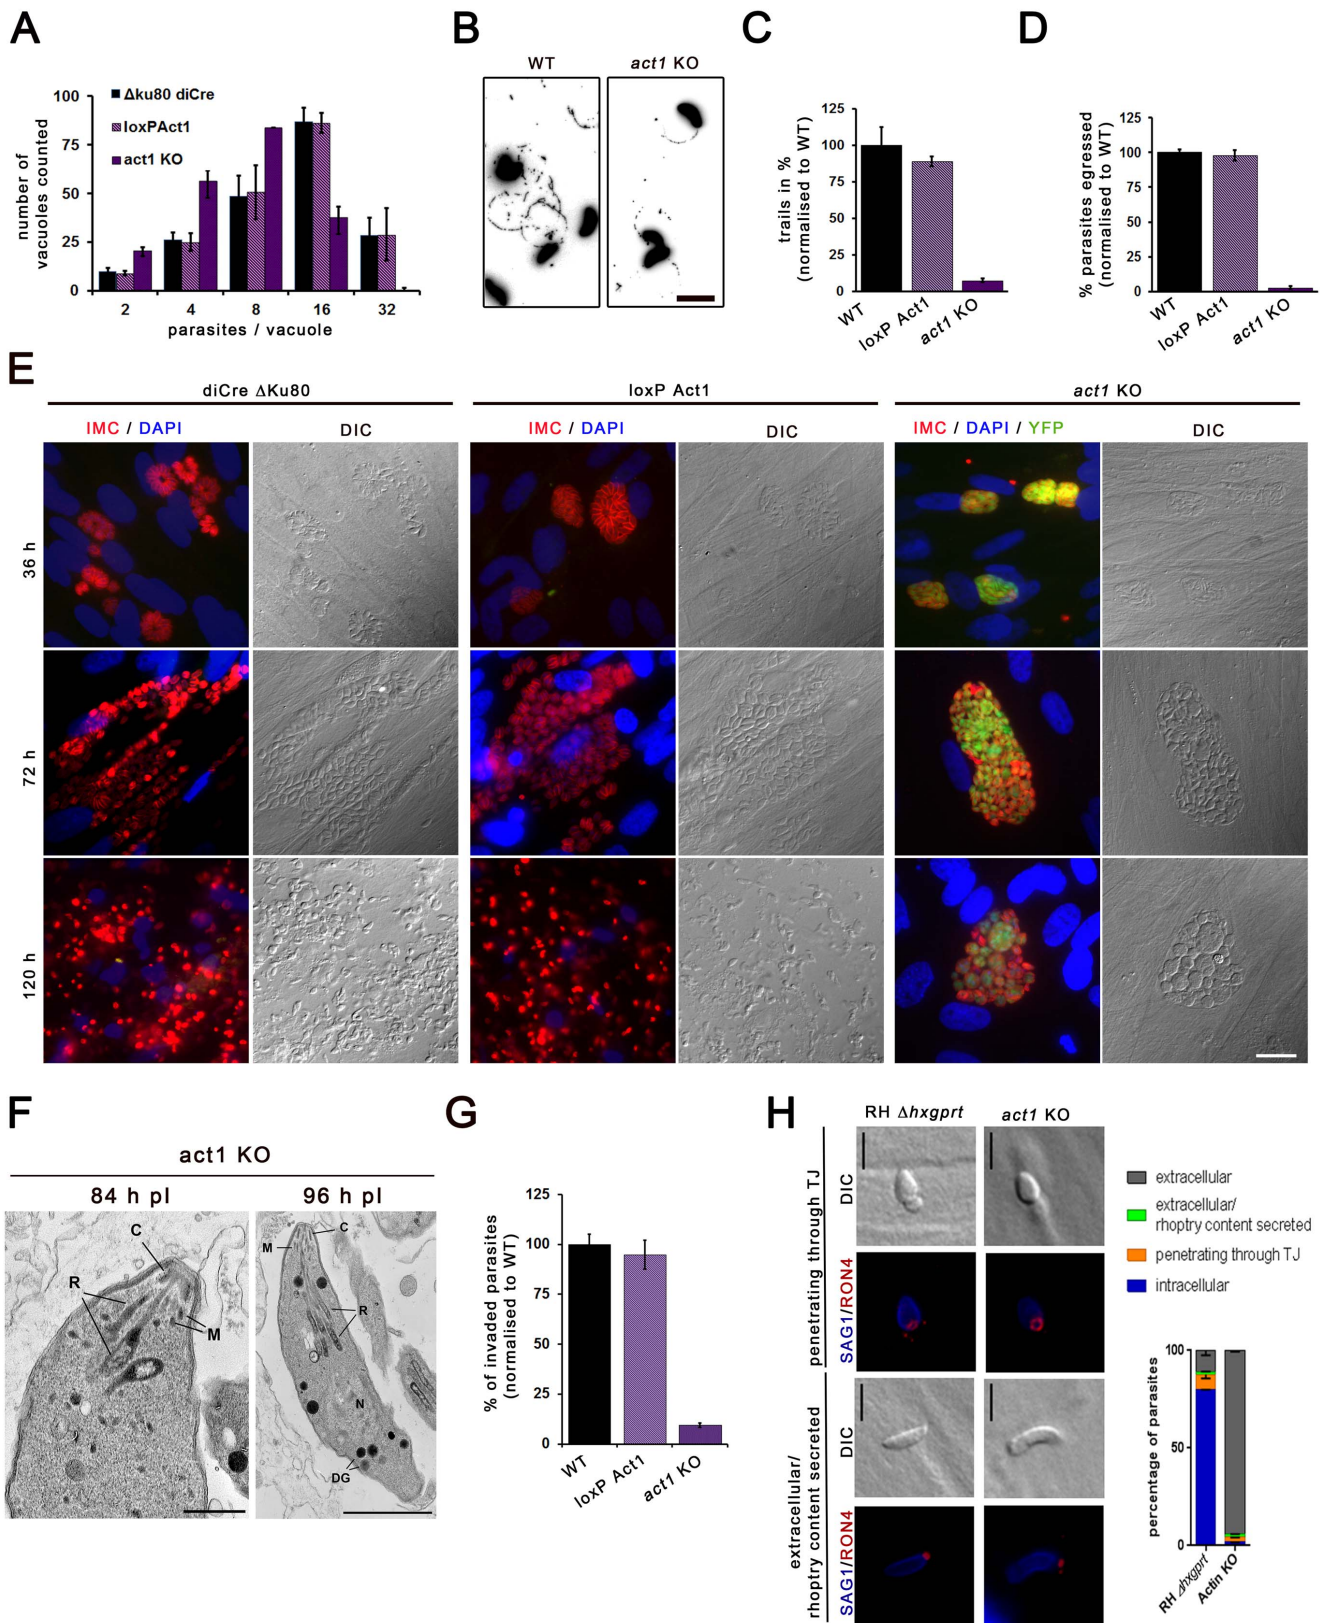 A
100
75
50
25
0
number of
vacuoles counted
Δku80 diCre
loxPAct1
act1 KO
2 4 8 16 32
parasites / vacuole
B
WT
act1 KO
C
125
100
75
50
25
0
trails in %
(normalised to WT)
WT
loxP Act1
act1 KO
D
125
100
75
50
25
0
% parasites egressed
(normalised to WT)
WT
loxP Act1
act1 KO
E
diCre ΔKu80
loxP Act1
act1 KO
IMC / DAPI
DIC
IMC / DAPI
DIC
IMC / DAPI / YFP
DIC
36 h
72 h
120 h
F
act1 KO
84 h pI
96 h pI
C
R
M
C
M
R
N
DG
G
125
100
75
50
25
0
% of invaded parasites
(normalised to WT)
WT
loxP Act1
act1 KO
H
RH Δhxgprt
act1 KO
penetrating through TJ
DIC
SAG1/RON4
extracellular/
rhoptry content secreted
DIC
SAG1/RON4
extracellular
extracellular/
rhoptry content secreted
penetrating through TJ
intracellular
100
50
0
percentage of parasites
RH Δhxgprt
Actin KO